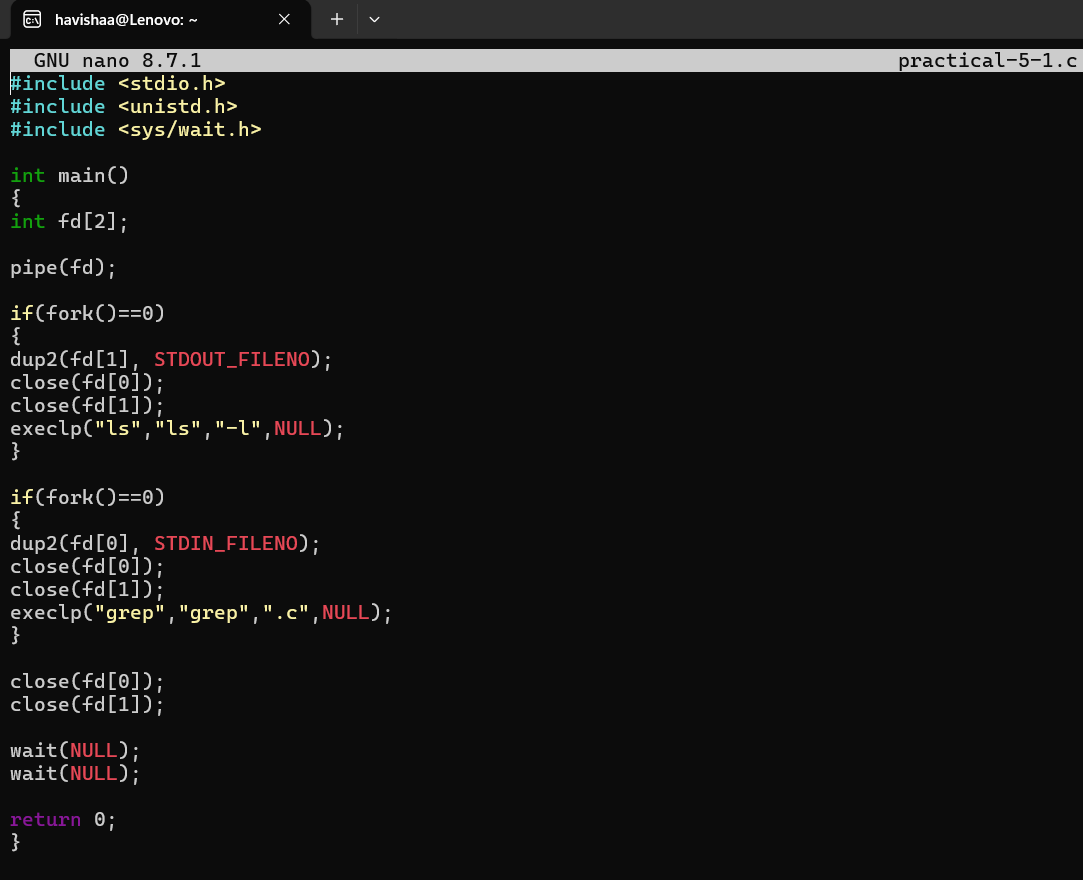 havishaa@Lenovo: ~
GNU nano 8.7.1 practical-5-1.c
#include <stdio.h>
#include <unistd.h>
#include <sys/wait.h>
int main()
{
int fd[2];
pipe(fd);
if(fork()==0)
{
dup2(fd[1], STDOUT_FILENO);
close(fd[0]);
close(fd[1]);
execlp("ls","ls","-l",NULL);
}
if(fork()==0)
{
dup2(fd[0], STDIN_FILENO);
close(fd[0]);
close(fd[1]);
execlp("grep","grep",".c",NULL);
}
close(fd[0]);
close(fd[1]);
wait(NULL);
wait(NULL);
return 0;
}